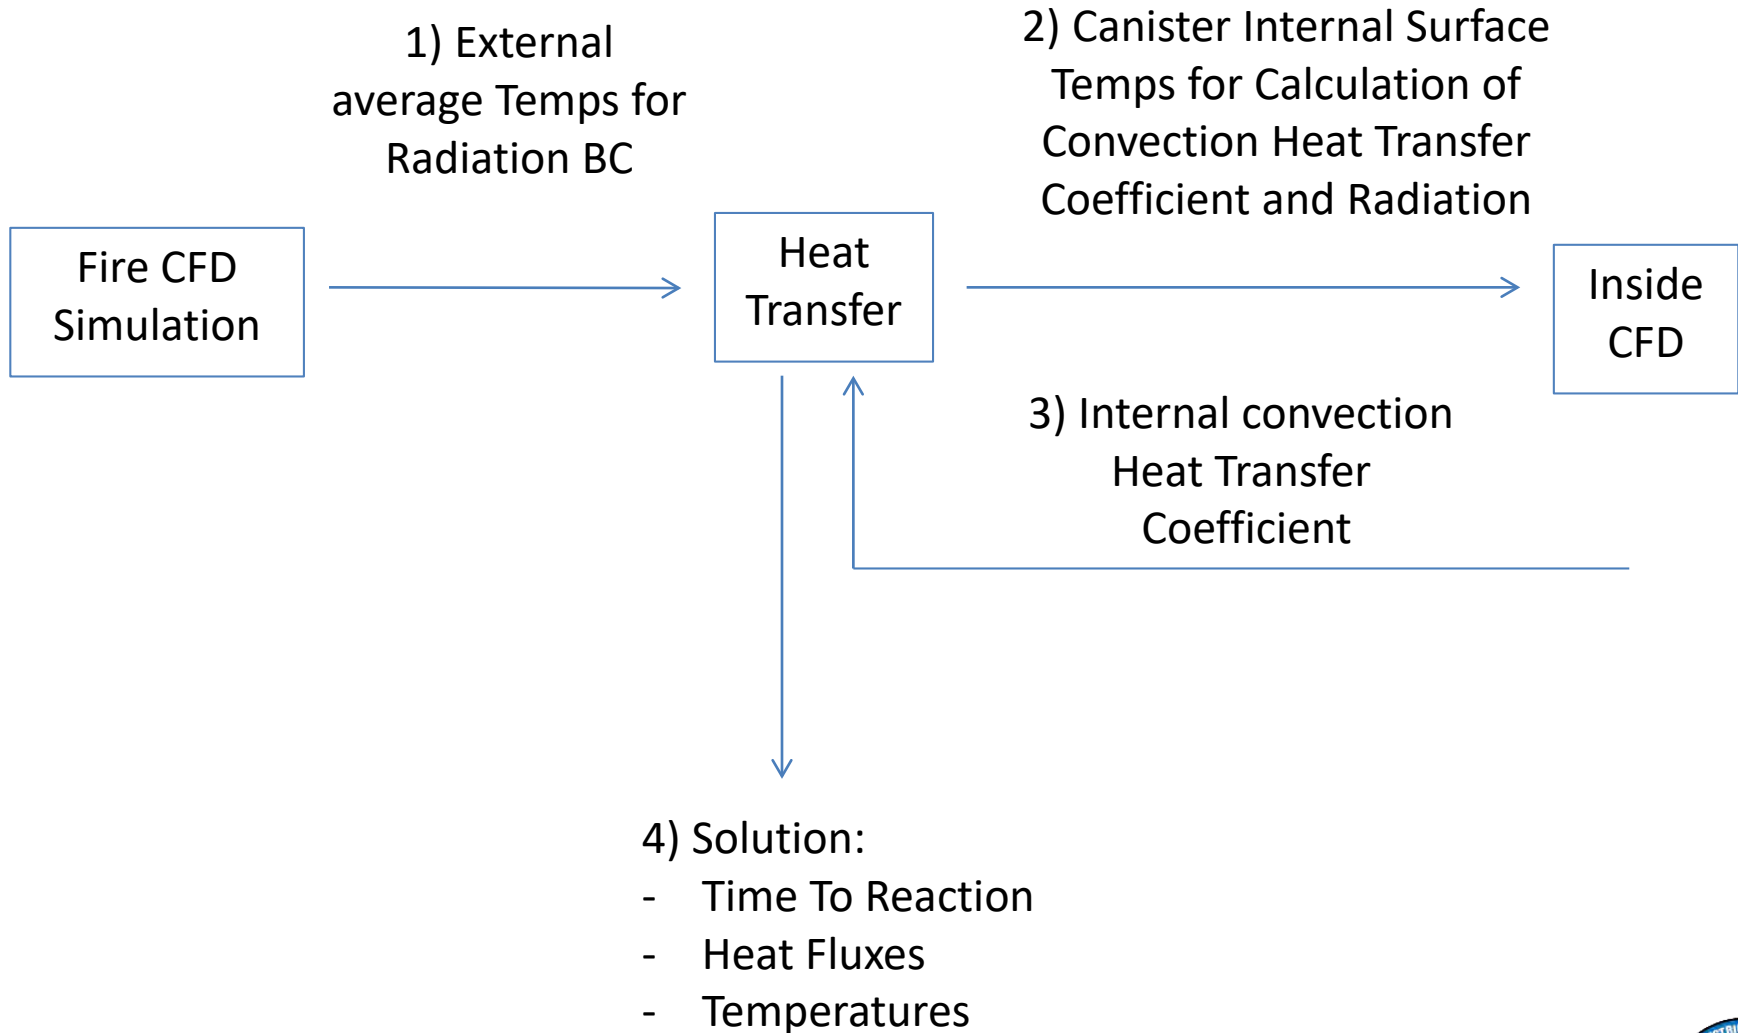 1) External
average Temps for
Radiation BC
2) Canister Internal Surface
Temps for Calculation of
Convection Heat Transfer
Coefficient and Radiation
Fire CFD
Simulation
Heat
Transfer
Inside
CFD
3) Internal convection
Heat Transfer
Coefficient
4) Solution:
- Time To Reaction
- Heat Fluxes
- Temperatures